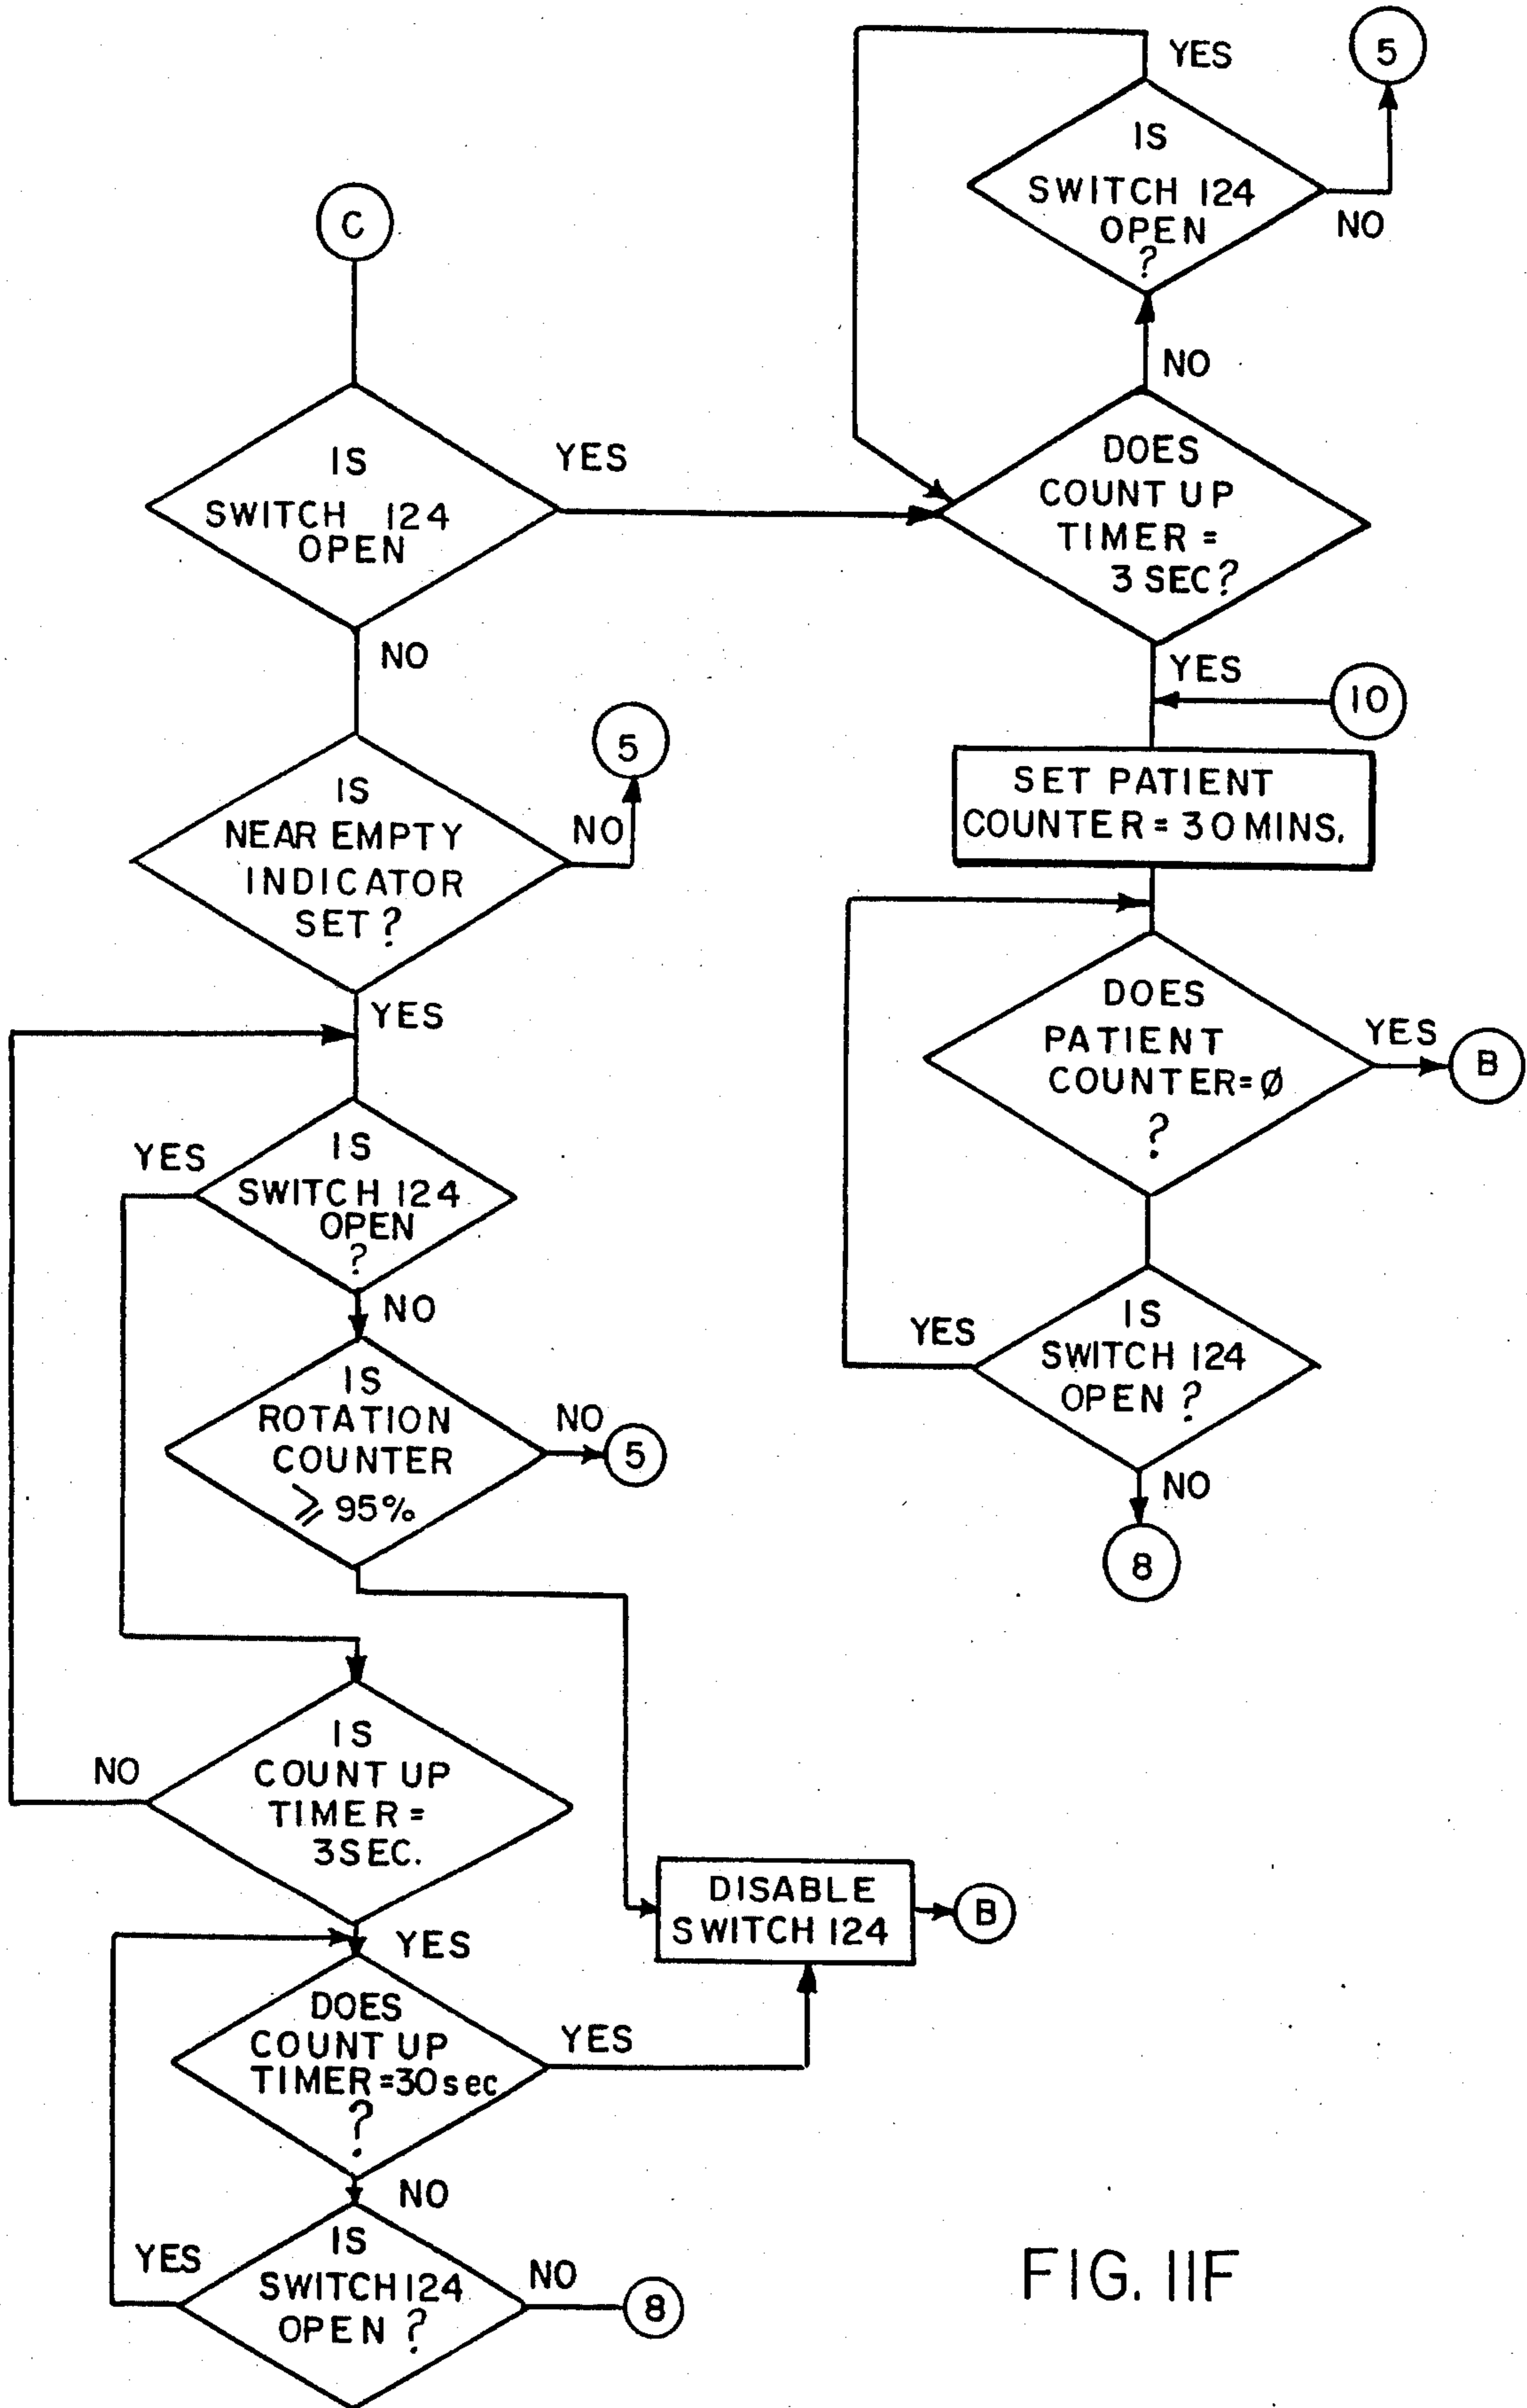 C
IS
SWITCH 124
OPEN
YES
NO
IS
NEAR EMPTY
INDICATOR
SET?
NO
5
YES
IS
SWITCH 124
OPEN
?
YES
NO
IS
ROTATION
COUNTER
≥ 95%
NO
5
IS
COUNT UP
TIMER =
3SEC.
NO
YES
DISABLE
SWITCH 124
B
DOES
COUNT UP
TIMER=30sec
?
YES
NO
IS
SWITCH 124
OPEN ?
YES
NO
8
YES
5
IS
SWITCH 124
OPEN
?
NO
NO
DOES
COUNT UP
TIMER =
3 SEC?
YES
10
SET PATIENT
COUNTER = 30 MINS.
DOES
PATIENT
COUNTER=Ø
?
YES
B
IS
SWITCH 124
OPEN ?
YES
NO
8
FIG. 11F